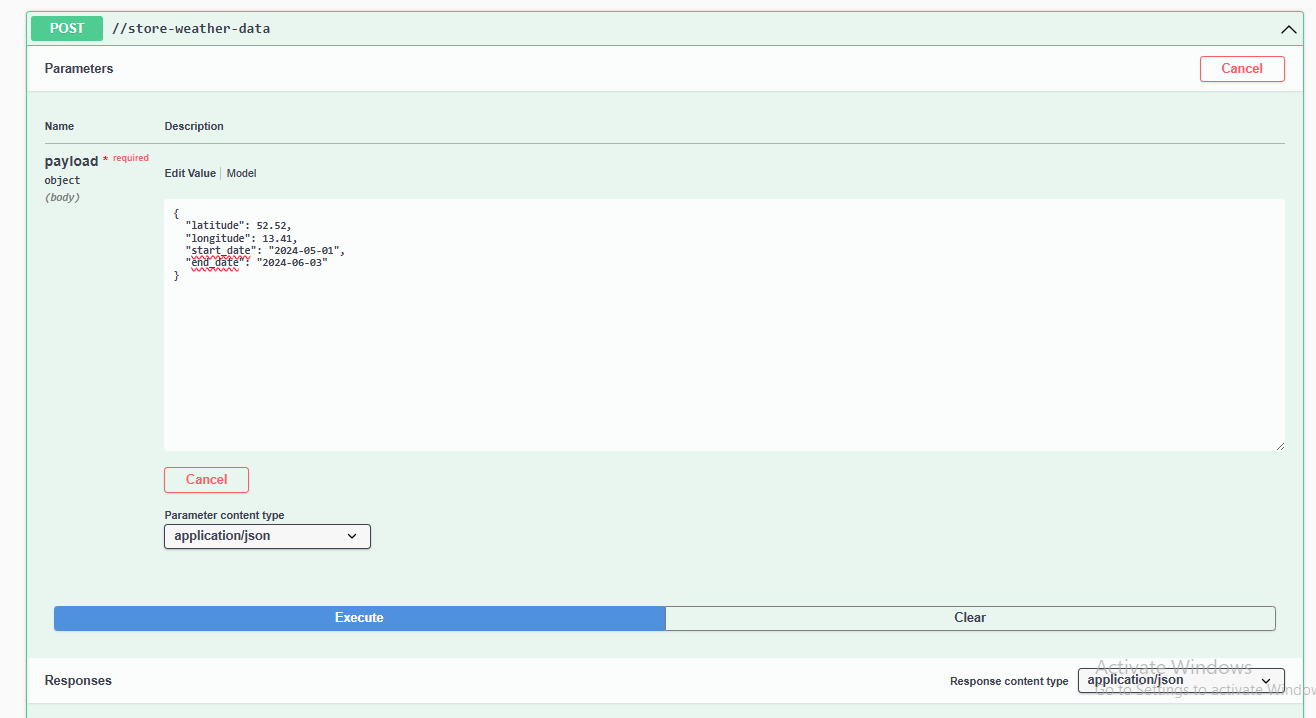 POST //store-weather-data
Parameters
Cancel
Name Description
payload * required
object
(body)
Edit Value Model
{
"latitude": 52.52,
"longitude": 13.41,
"start_date": "2024-05-01",
"end_date": "2024-06-03"
}
Cancel
Parameter content type
application/json
Execute Clear
Responses
Response content type application/json
Activate Windows
Go to Settings to activate Window